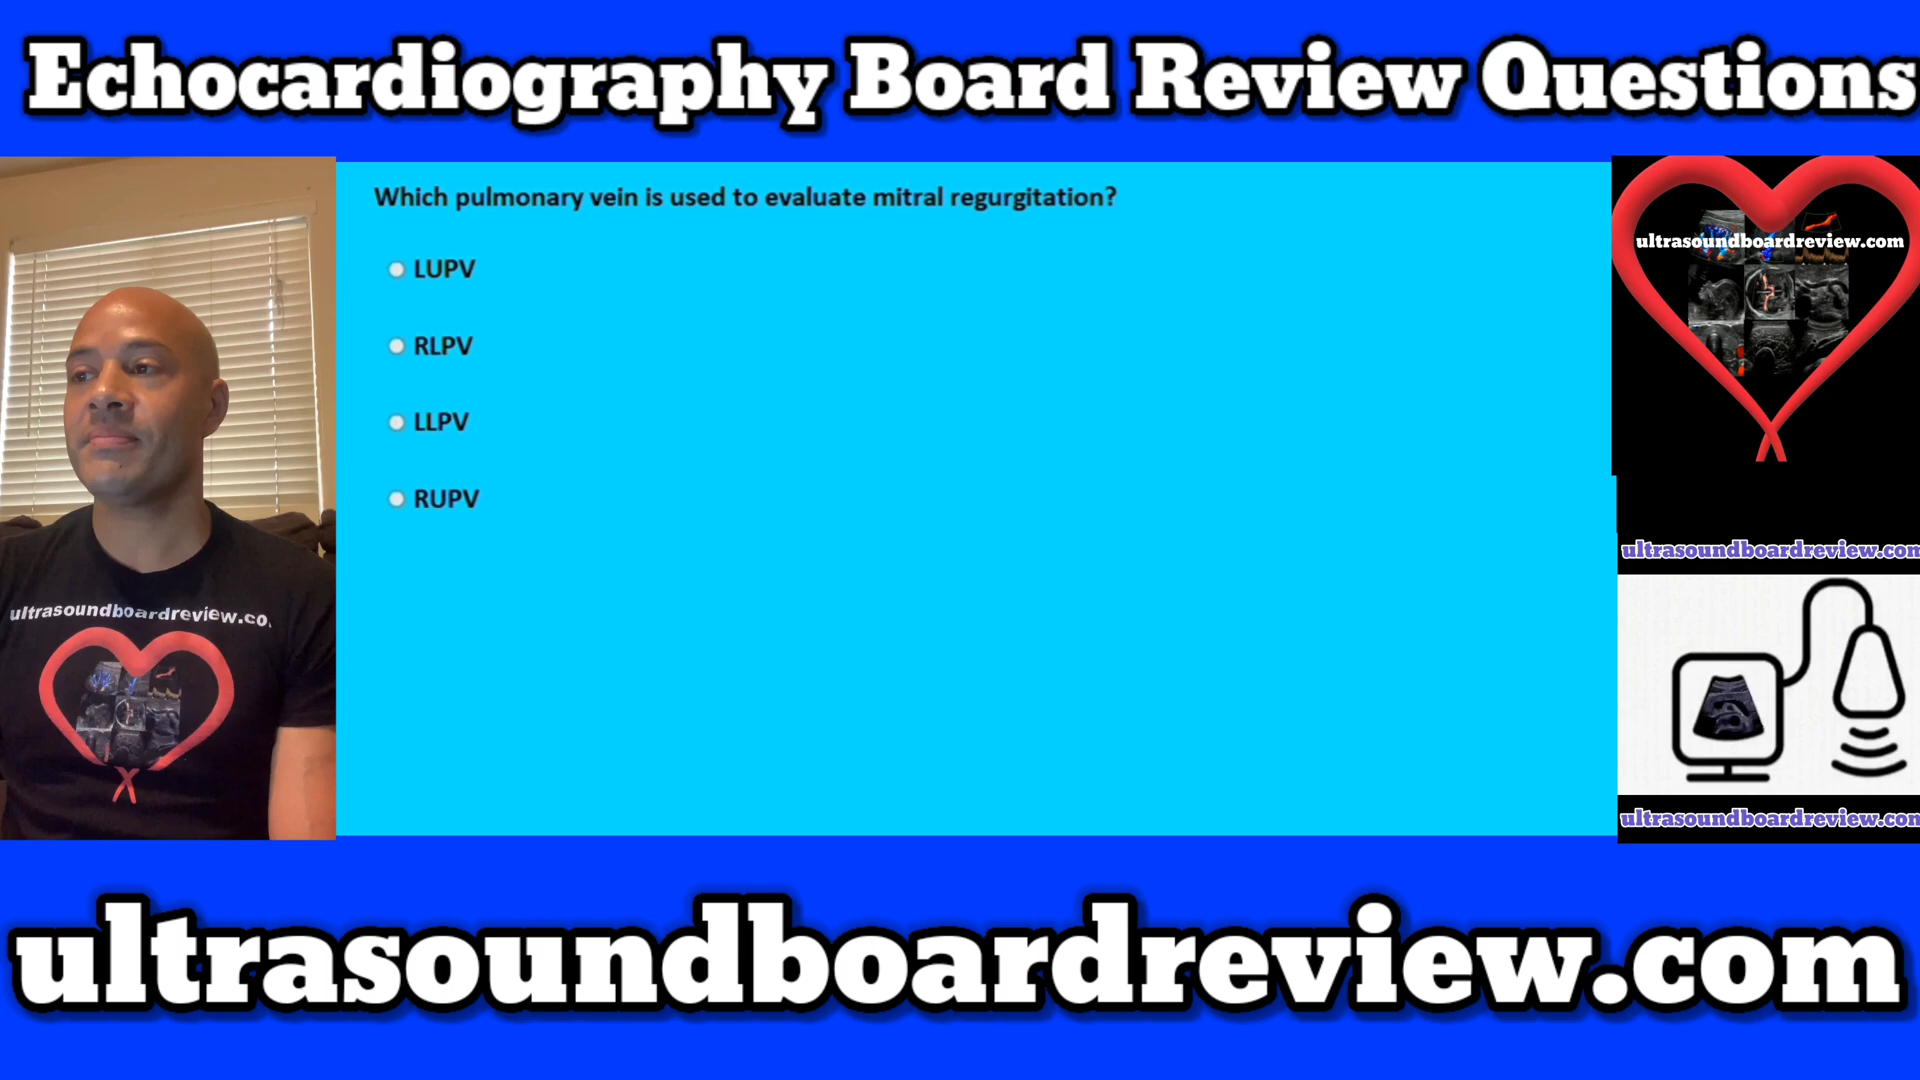 Echocardiography Board Review Questions
Which pulmonary vein is used to evaluate mitral regurgitation?
LUPV
RLPV
LLPV
RUPV
ultrasoundboardreview.com
ultrasoundboardreview.com
ultrasoundboardreview.com
ultrasoundboardreview.co
ultrasoundboardreview.com